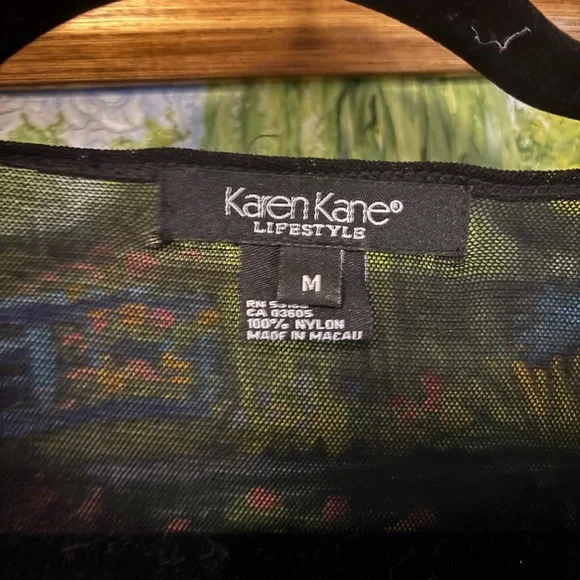 Karen Kane®
LIFESTYLE
M
RN
CA 03605
100% NYLON
MADE IN MACAU